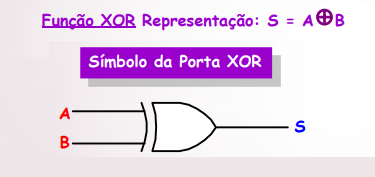 Função XOR Representação: S = A⊕B
Símbolo da Porta XOR
A
S
B